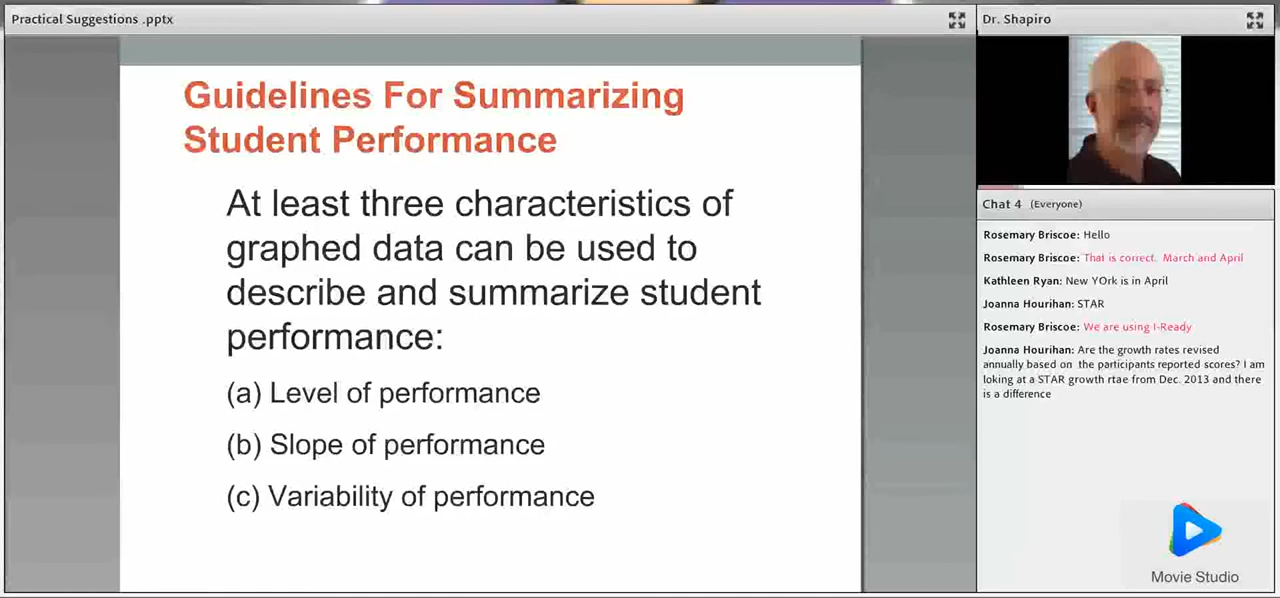 Practical Suggestions .pptx
Guidelines For Summarizing
Student Performance
At least three characteristics of
graphed data can be used to
describe and summarize student
performance:
(a) Level of performance
(b) Slope of performance
(c) Variability of performance
Dr. Shapiro
Chat 4 (Everyone)
Rosemary Briscoe: Hello
Rosemary Briscoe: That is correct. March and April
Kathleen Ryan: New YOrk is in April
Joanna Hourihan: STAR
Rosemary Briscoe: We are using I-Ready
Joanna Hourihan: Are the growth rates revised
annually based on the participants reported scores? I am
loking at a STAR growth rtae from Dec. 2013 and there
is a difference
Movie Studio